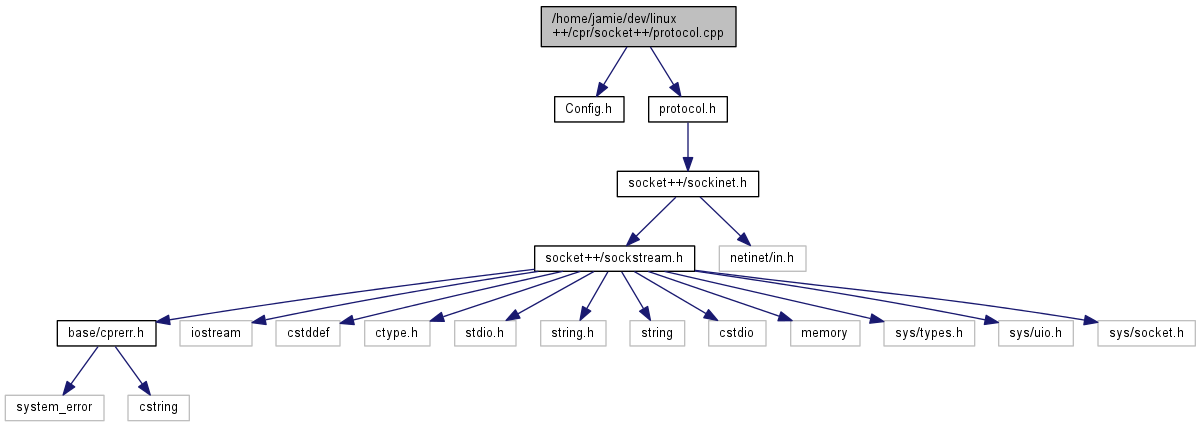 /home/jamie/dev/linux
++/cpr/socket++/protocol.cpp
Config.h
protocol.h
socket++/sockinet.h
socket++/sockstream.h
netinet/in.h
base/cprerr.h
iostream
cstddef
ctype.h
stdio.h
string.h
string
cstdio
memory
sys/types.h
sys/uio.h
sys/socket.h
system_error
cstring